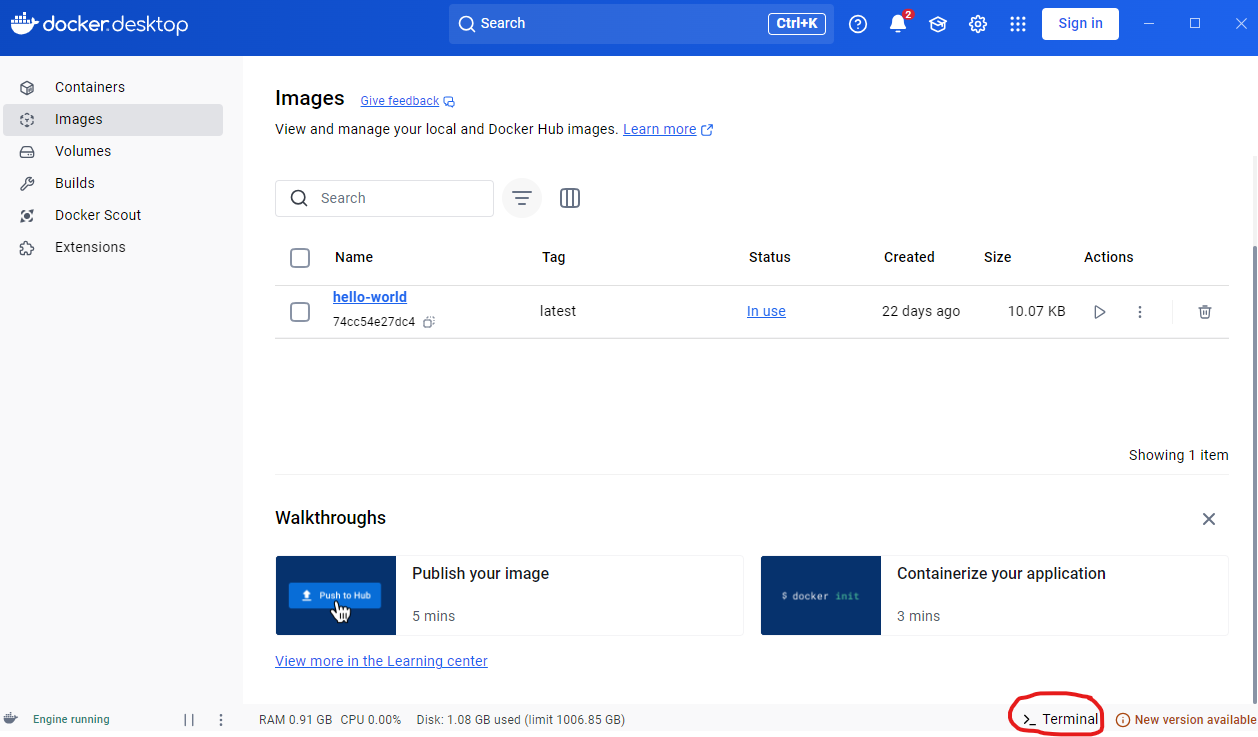 docker.desktop
Search
Ctrl+K
2
Sign in
Containers
Images
Volumes
Builds
Docker Scout
Extensions
Images Give feedback
View and manage your local and Docker Hub images. Learn more
Search
Name Tag Status Created Size Actions
hello-world
74cc54e27dc4
latest In use 22 days ago 10.07 KB
Showing 1 item
Walkthroughs
Push to Hub
Publish your image
5 mins
$ docker init
Containerize your application
3 mins
View more in the Learning center
Engine running
RAM 0.91 GB CPU 0.00% Disk: 1.08 GB used (limit 1006.85 GB)
>_ Terminal
New version available